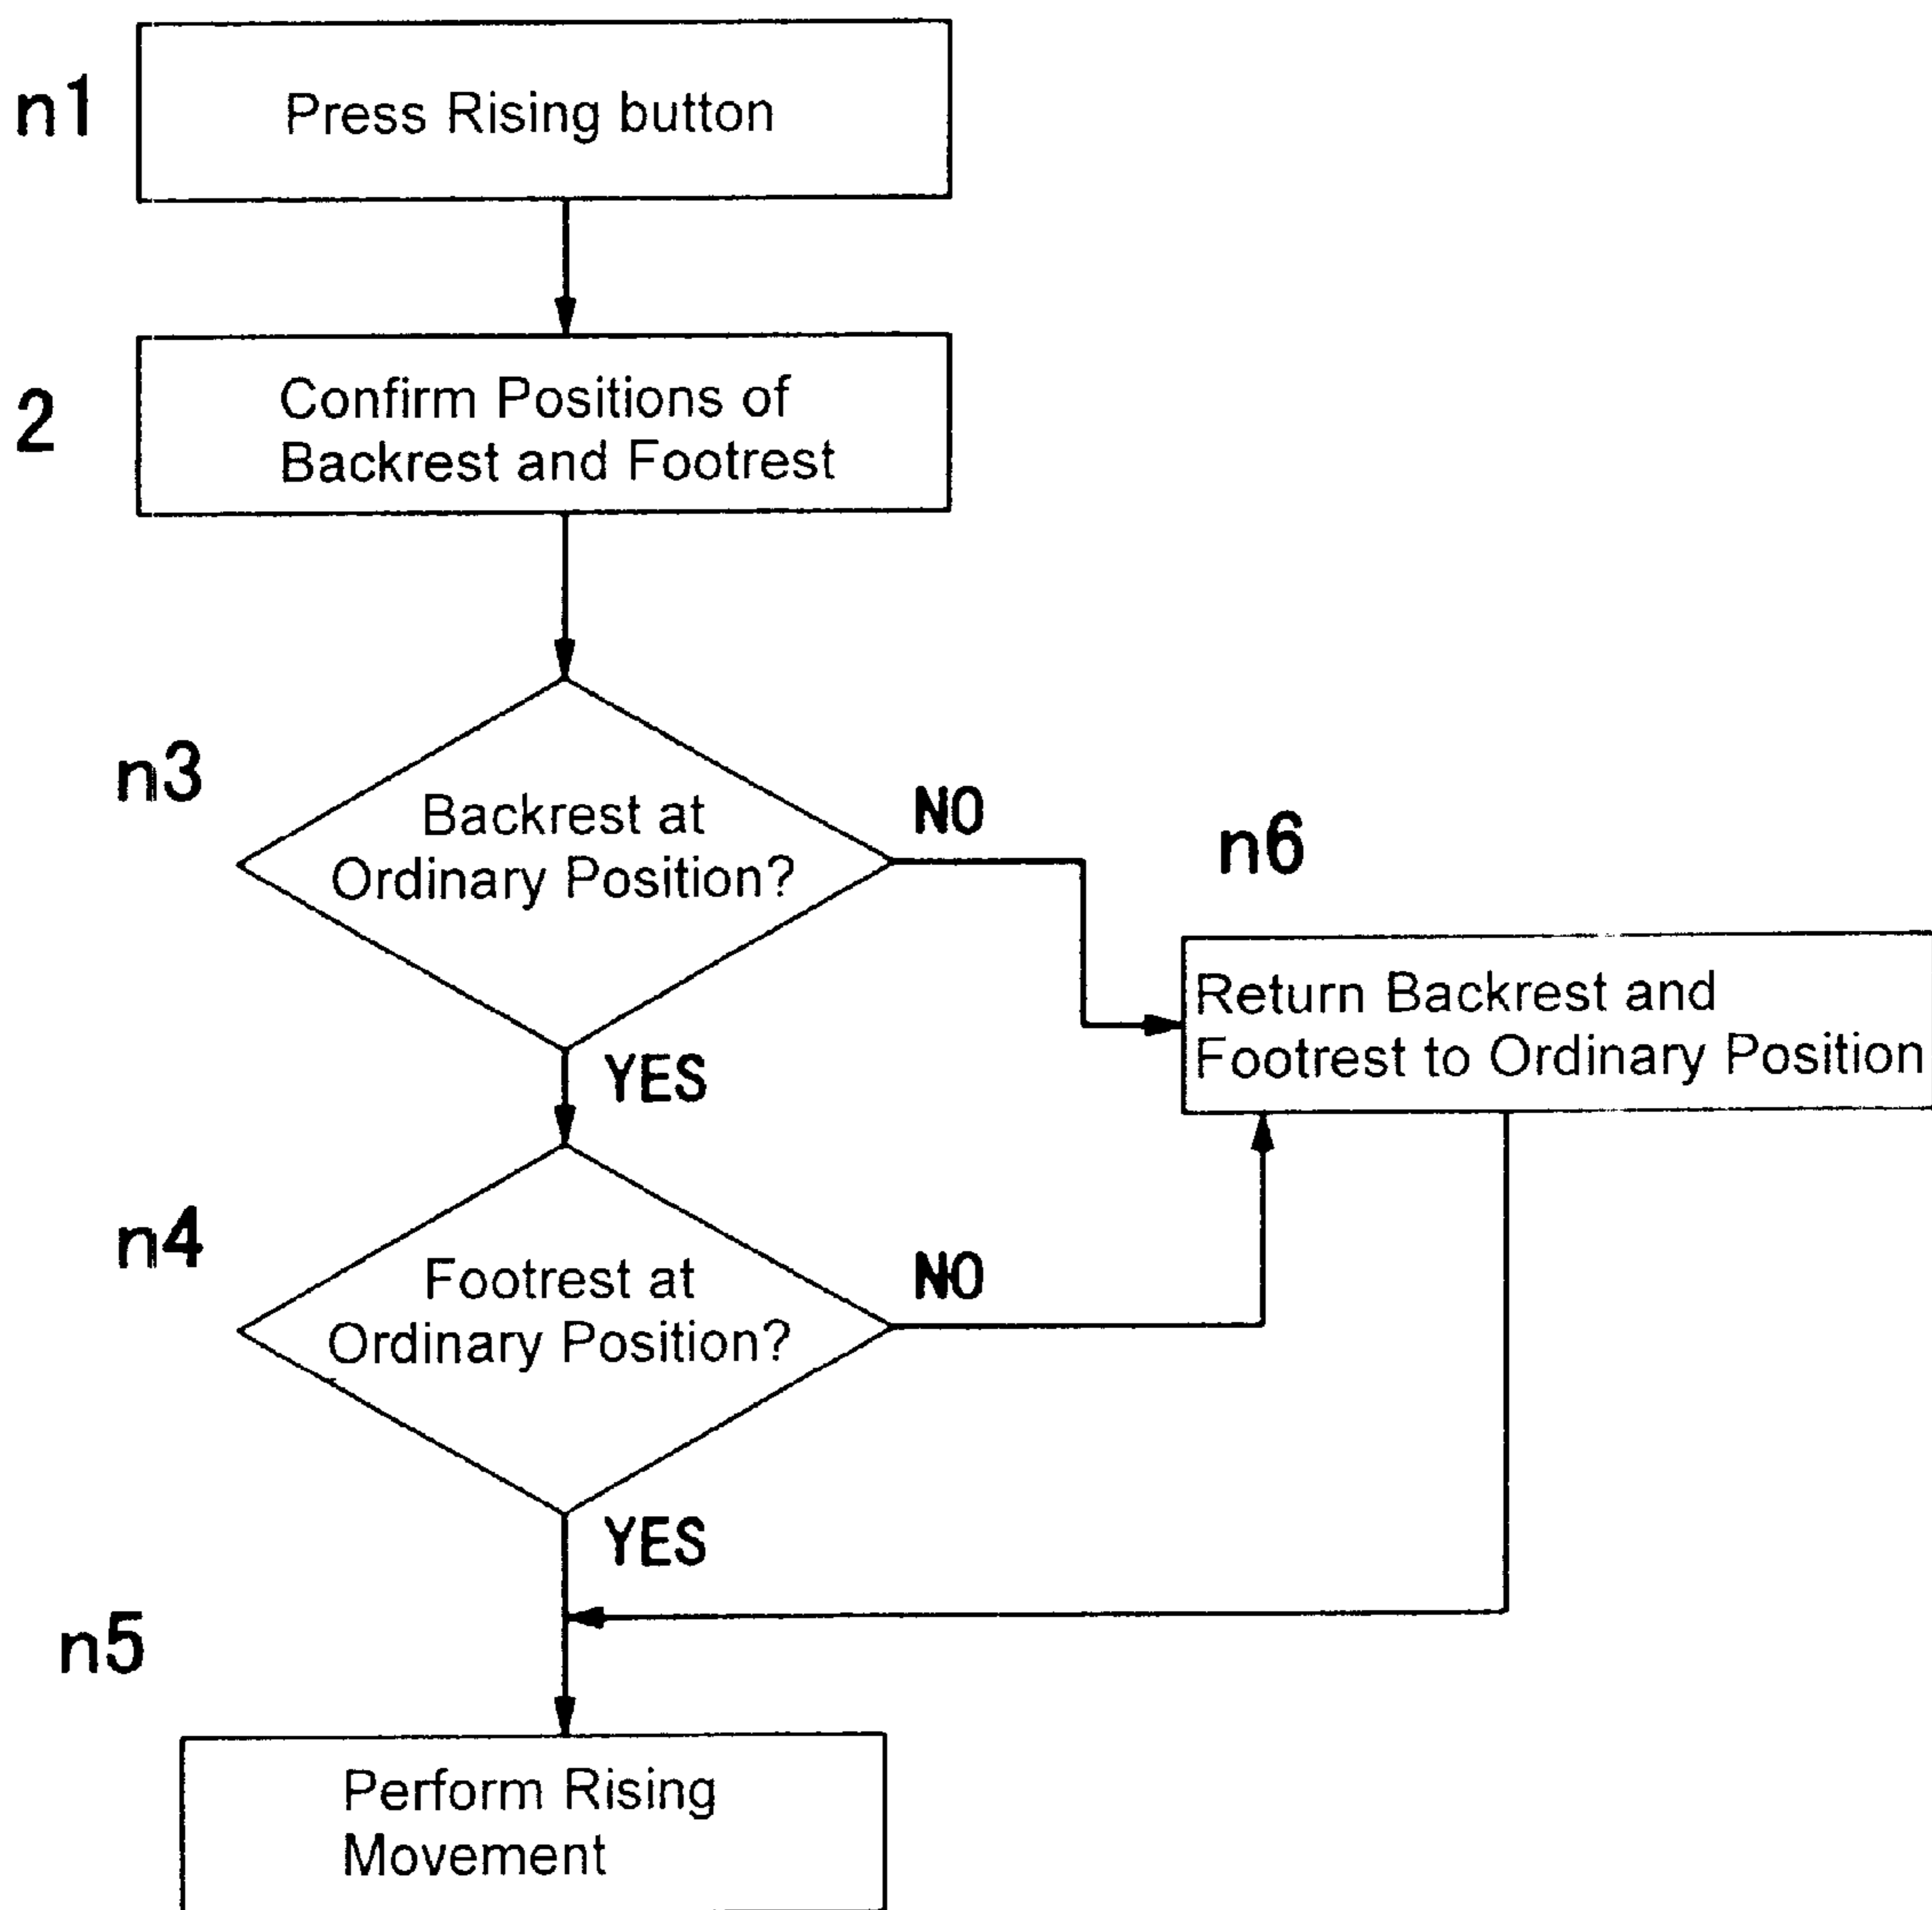 n1
Press Rising button
2
Confirm Positions of
Backrest and Footrest
n3
Backrest at
Ordinary Position?
NO
YES
n6
Return Backrest and
Footrest to Ordinary Position
n4
Footrest at
Ordinary Position?
NO
YES
n5
Perform Rising
Movement